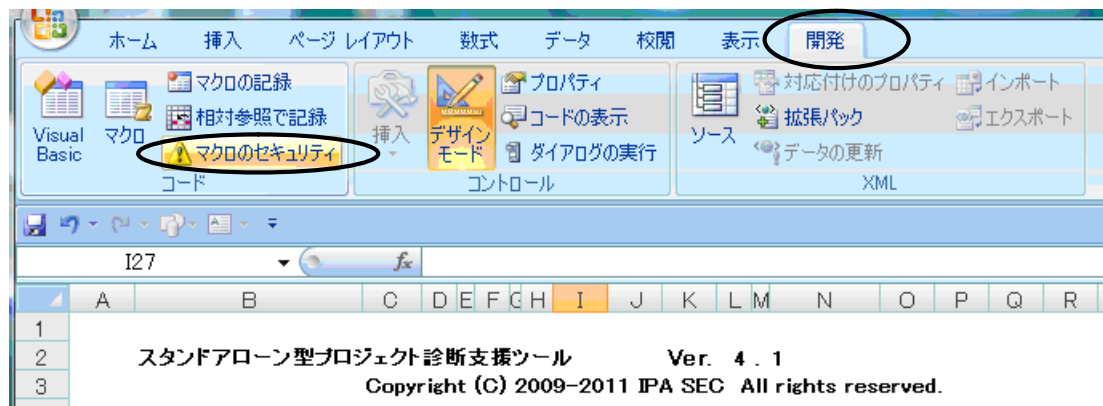 ホーム 挿入 ページ レイアウト 数式 データ 校閲 表示 開発
Visual Basic
マクロ
マクロの記録
相対参照で記録
マクロのセキュリティ
コード
挿入
デザイン モード
プロパティ
コードの表示
ダイアログの実行
コントロール
ソース
対応付けのプロパティ
拡張パック
データの更新
インポート
エクスポート
XML
I27 fx
A B C D E F G H I J K L M N O P Q R
1
2 スタンドアローン型プロジェクト診断支援ツール Ver. 4.1
3 Copyright (C) 2009-2011 IPA SEC All rights reserved.